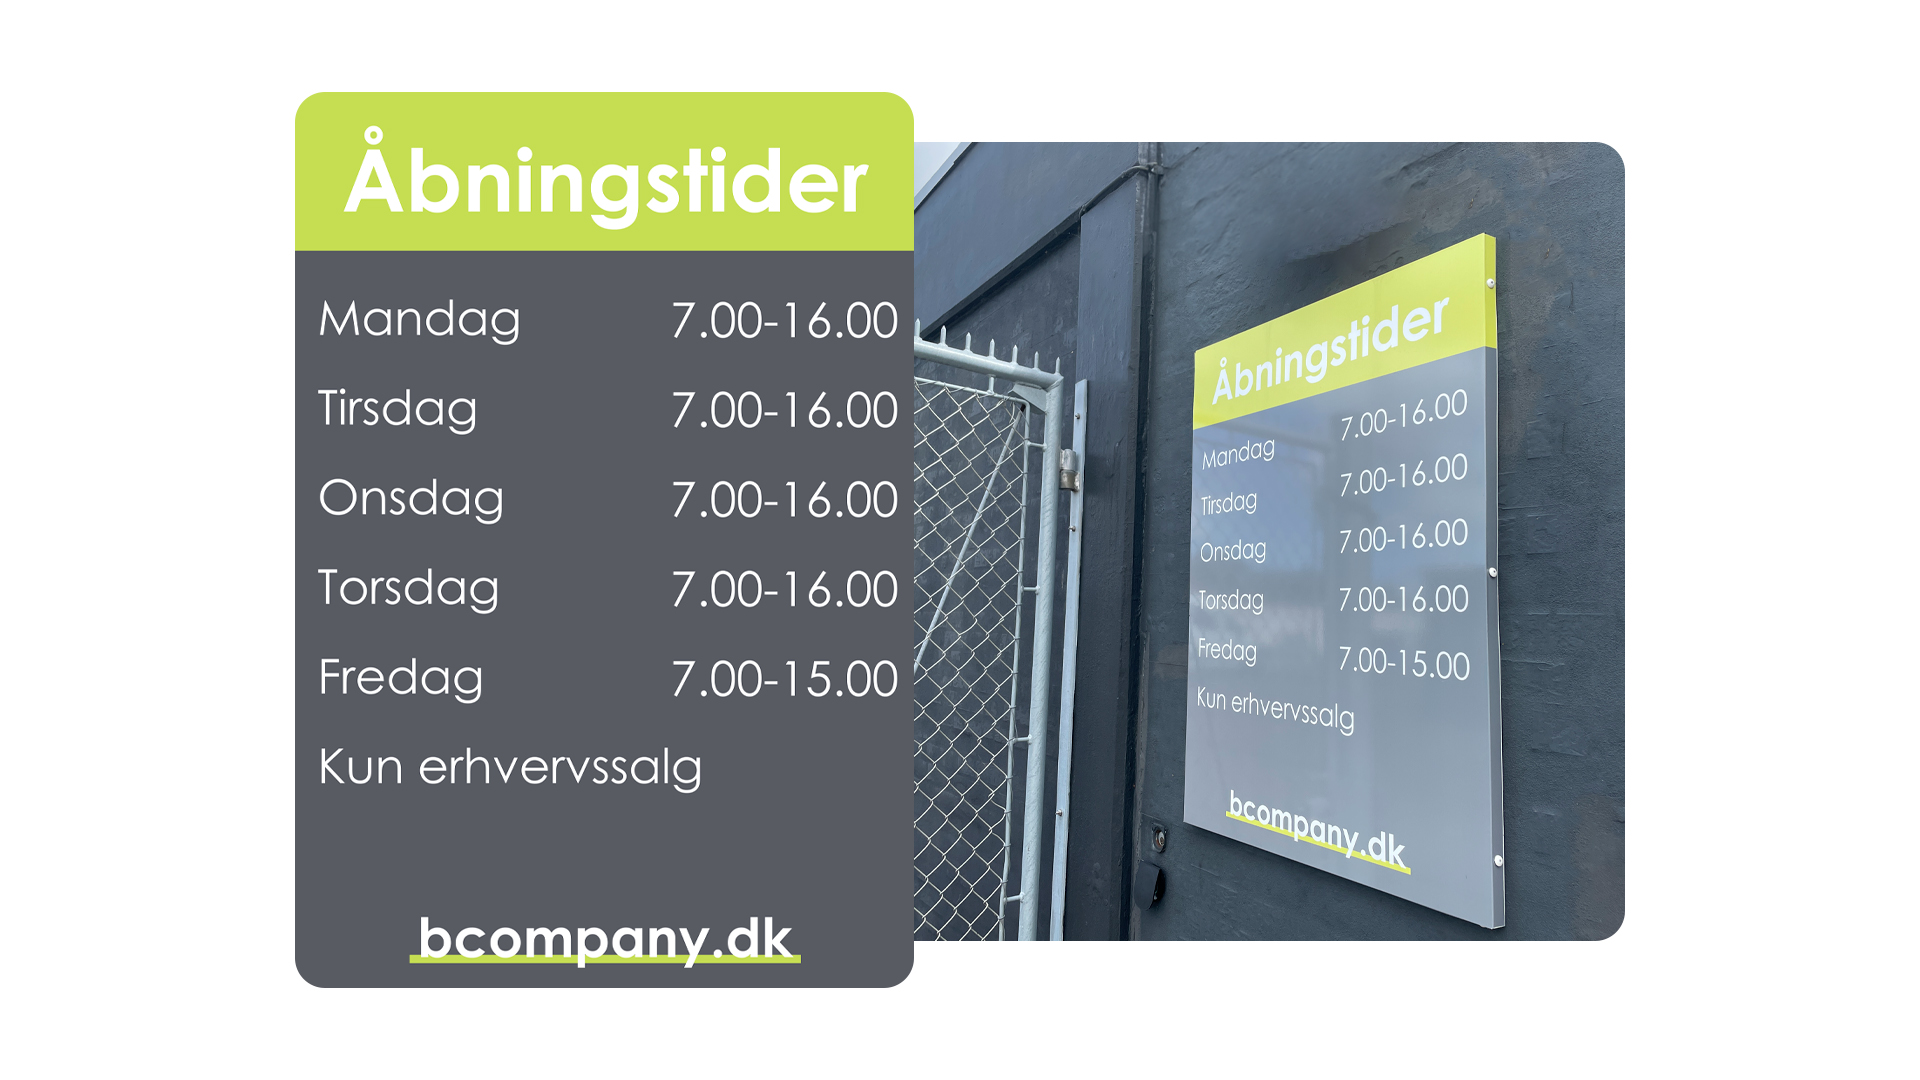 Åbningstider
Mandag 7.00-16.00
Tirsdag 7.00-16.00
Onsdag 7.00-16.00
Torsdag 7.00-16.00
Fredag 7.00-15.00
Kun erhvervssalg
bcompany.dk
Åbningstider
Mandag 7.00-16.00
Tirsdag 7.00-16.00
Onsdag 7.00-16.00
Torsdag 7.00-16.00
Fredag 7.00-15.00
Kun erhvervssalg
bcompany.dk